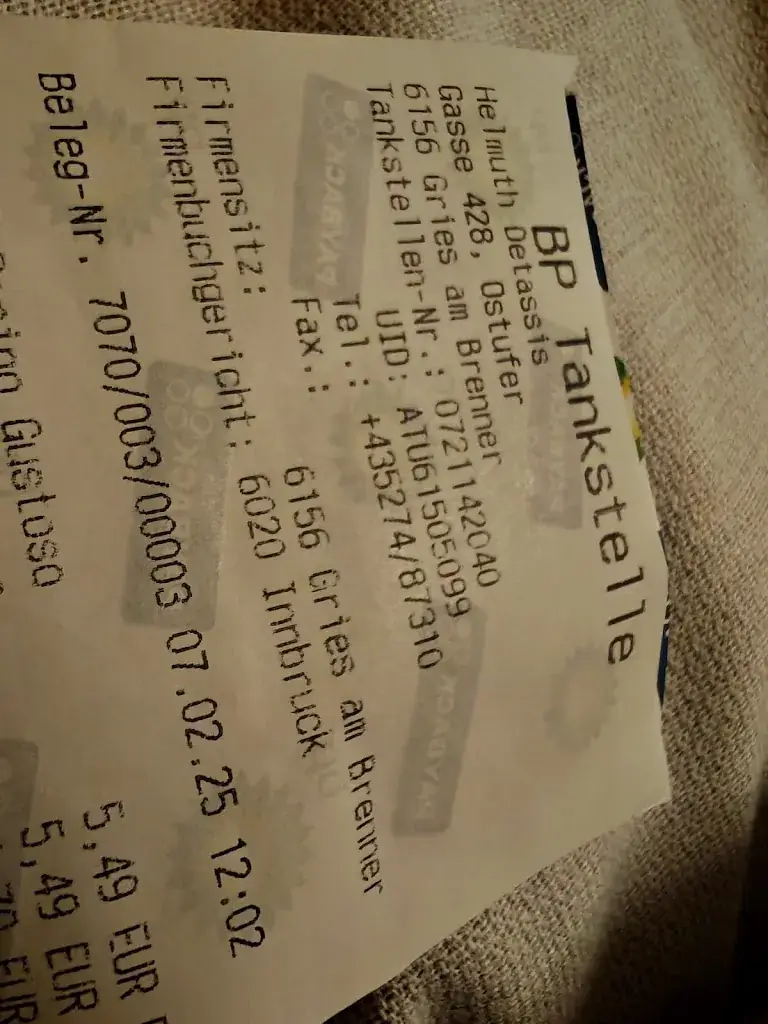 BP Tankstelle
Helmuth Detassis
Gasse 428, Ostufer
6156 Gries am Brenner
Tankstellen-Nr.: 0721142040
UID: ATU61505099
Tel.: +435274/87310
Fax.:
Firmensitz: 6156 Gries am Brenner
Firmenbuchgericht: 6020 Innbruck
Beleg-Nr. 7070/003/00003 07.02.25 12:02
5,49 EUR
Gustoso 5,49 EUR
EUR